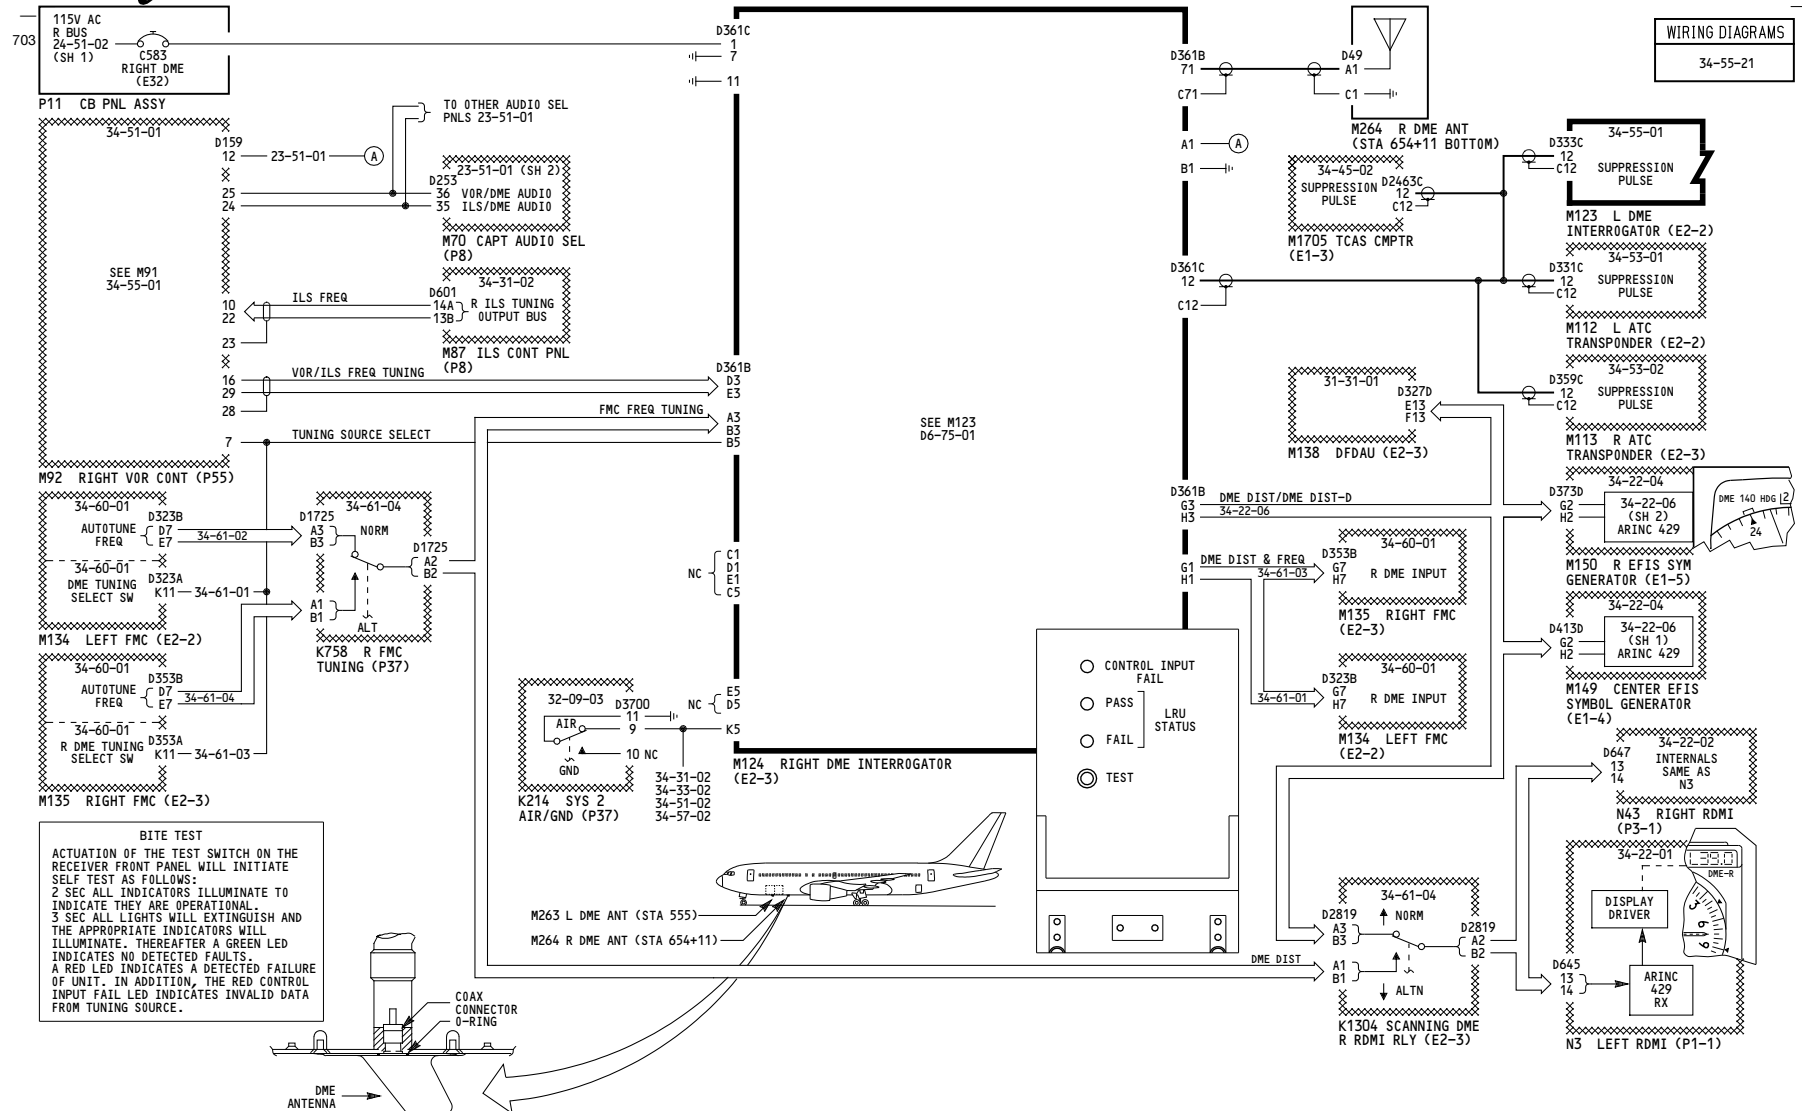 703
115V AC
R BUS
24-51-02
(SH 1)
C583
RIGHT DME
(E32)
P11 CB PNL ASSY
WIRING DIAGRAMS
34-55-21
34-51-01
D159
12
23-51-01
A
25
24
SEE M91
34-55-01
10
22
23
16
29
28
7
M92 RIGHT VOR CONT (P55)
TO OTHER AUDIO SEL
PNLS 23-51-01
23-51-01 (SH 2)
D253
36 VOR/DME AUDIO
35 ILS/DME AUDIO
M70 CAPT AUDIO SEL
(P8)
34-31-02
D601
14A
13B
R ILS TUNING
OUTPUT BUS
M87 ILS CONT PNL
(P8)
ILS FREQ
VOR/ILS FREQ TUNING
FMC FREQ TUNING
TUNING SOURCE SELECT
34-60-01
D323B
AUTOTUNE
FREQ
D7
E7
34-61-02
34-60-01
DME TUNING
SELECT SW
D323A
K11
34-61-01
M134 LEFT FMC (E2-2)
34-60-01
D353B
AUTOTUNE
FREQ
D7
E7
34-61-04
34-60-01
R DME TUNING
SELECT SW
D353A
K11
34-61-03
M135 RIGHT FMC (E2-3)
34-61-04
D1725
A3
B3
NORM
D1725
A2
B2
A1
B1
ALT
K758 R FMC
TUNING (P37)
D361C
1
7
11
D361B
D3
E3
A3
B3
B5
NC
C1
D1
E1
C5
NC
E5
D5
K5
SEE M123
D6-75-01
M124 RIGHT DME INTERROGATOR
(E2-3)
32-09-03
D3700
11
AIR
9
10 NC
GND
K214 SYS 2
AIR/GND (P37)
34-31-02
34-33-02
34-51-02
34-57-02
D361B
71
C71
A1
A
B1
D361C
12
C12
D361B
G3
H3
DME DIST/DME DIST-D
34-22-06
G1
H1
DME DIST & FREQ
34-61-03
34-61-01
D49
A1
C1
M264 R DME ANT
(STA 654+11 BOTTOM)
34-45-02
SUPPRESSION
PULSE
D2463C
12
C12
M1705 TCAS CMPTR
(E1-3)
34-55-01
D333C
12
C12
SUPPRESSION
PULSE
M123 L DME
INTERROGATOR (E2-2)
34-53-01
D331C
12
C12
SUPPRESSION
PULSE
M112 L ATC
TRANSPONDER (E2-2)
34-53-02
D359C
12
C12
SUPPRESSION
PULSE
M113 R ATC
TRANSPONDER (E2-3)
31-31-01
D327D
E13
F13
M138 DFDAU (E2-3)
34-22-04
D373D
G2
H2
34-22-06
(SH 2)
ARINC 429
DME 140 HDG 2
24
M150 R EFIS SYM
GENERATOR (E1-5)
34-22-04
D413D
G2
H2
34-22-06
(SH 1)
ARINC 429
M149 CENTER EFIS
SYMBOL GENERATOR
(E1-4)
34-60-01
D353B
G7
H7
R DME INPUT
M135 RIGHT FMC
(E2-3)
34-60-01
D323B
G7
H7
R DME INPUT
M134 LEFT FMC
(E2-2)
CONTROL INPUT
FAIL
PASS
LRU
STATUS
FAIL
TEST
34-22-02
D647
13
14
INTERNALS
SAME AS
N3
N43 RIGHT RDMI
(P3-1)
34-22-01
L39.0
DME-R
3
6
9
DISPLAY
DRIVER
D645
13
14
ARINC
429
RX
N3 LEFT RDMI (P1-1)
34-61-04
D2819
A3
B3
NORM
D2819
A2
B2
A1
B1
ALTN
K1304 SCANNING DME
R RDMI RLY (E2-3)
DME DIST
BITE TEST
ACTUATION OF THE TEST SWITCH ON THE
RECEIVER FRONT PANEL WILL INITIATE
SELF TEST AS FOLLOWS:
2 SEC ALL INDICATORS ILLUMINATE TO
INDICATE THEY ARE OPERATIONAL.
3 SEC ALL LIGHTS WILL EXTINGUISH AND
THE APPROPRIATE INDICATORS WILL
ILLUMINATE. THEREAFTER A GREEN LED
INDICATES NO DETECTED FAULTS.
A RED LED INDICATES A DETECTED FAILURE
OF UNIT. IN ADDITION, THE RED CONTROL
INPUT FAIL LED INDICATES INVALID DATA
FROM TUNING SOURCE.
M263 L DME ANT (STA 555)
M264 R DME ANT (STA 654+11)
COAX
CONNECTOR
O-RING
DME
ANTENNA